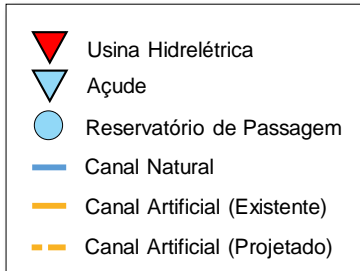 Usina Hidrelétrica
Açude
Reservatório de Passagem
Canal Natural
Canal Artificial (Existente)
Canal Artificial (Projetado)